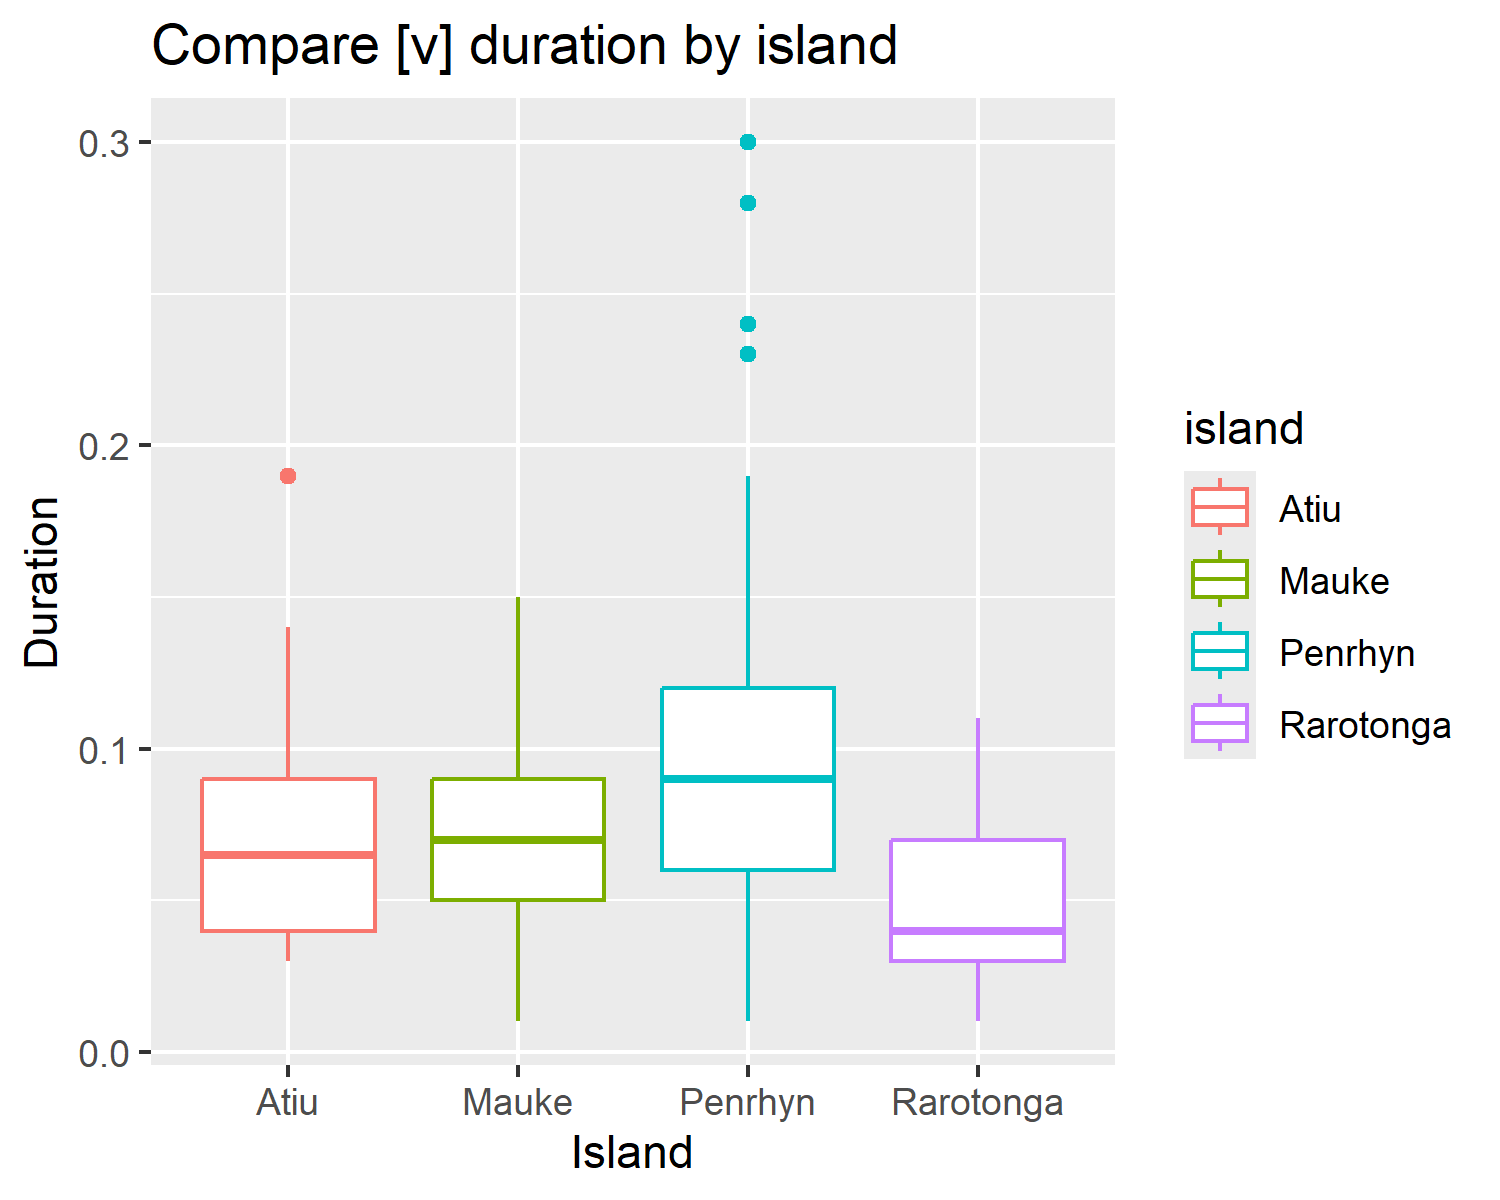 Compare [v] duration by island
0.3
0.2
0.1
0.0
Duration
Atiu Mauke Penrhyn Rarotonga
Island
island
Atiu
Mauke
Penrhyn
Rarotonga